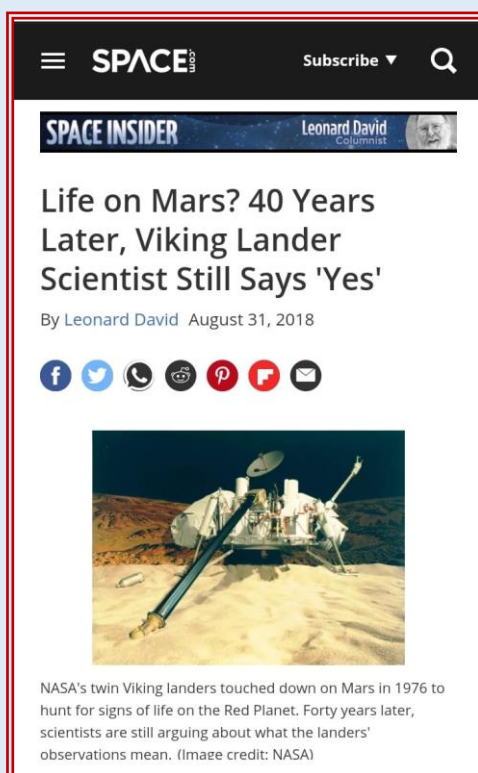 SPACE.com
Subscribe ▼
SPACE INSIDER
Leonard David
Columnist
Life on Mars? 40 Years
Later, Viking Lander
Scientist Still Says 'Yes'
By Leonard David August 31, 2018
NASA's twin Viking landers touched down on Mars in 1976 to
hunt for signs of life on the Red Planet. Forty years later,
scientists are still arguing about what the landers'
observations mean. (Image credit: NASA)